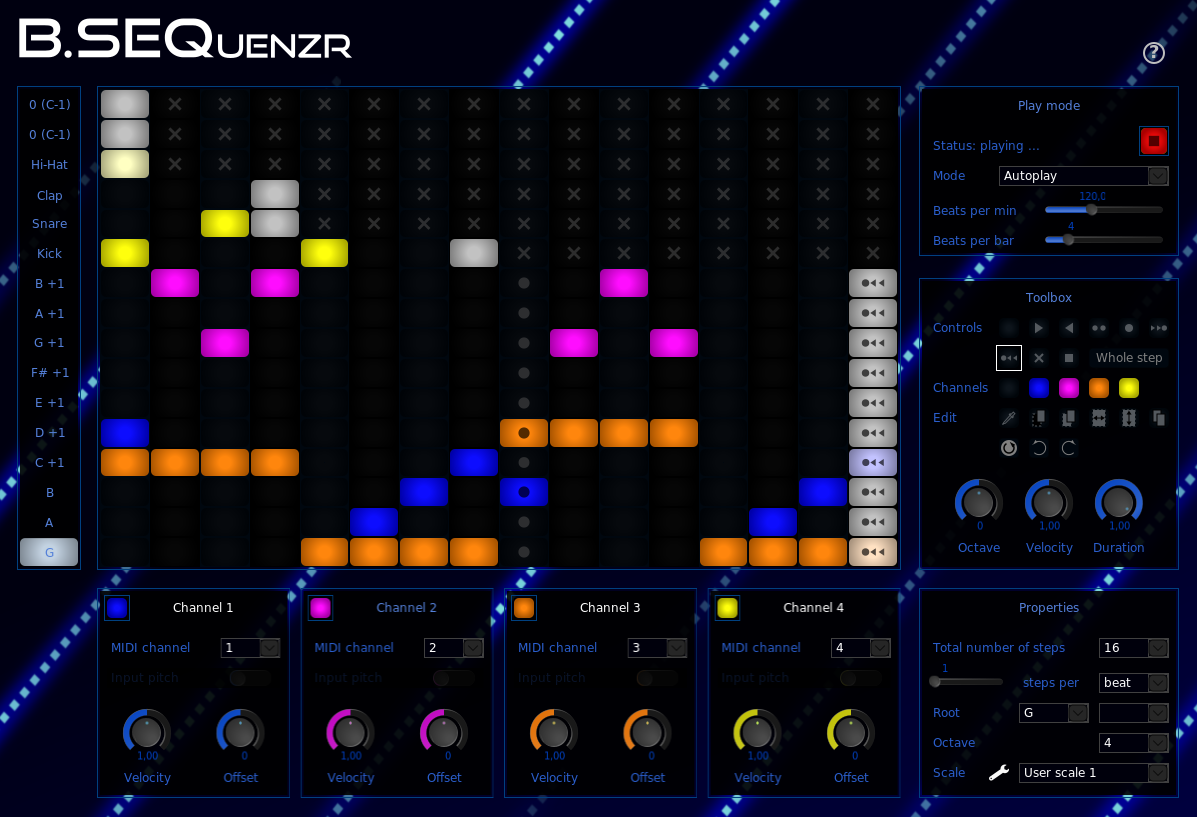 B.SEQuenzr
?
0 (C-1)
0 (C-1)
Hi-Hat
Clap
Snare
Kick
B +1
A +1
G +1
F# +1
E +1
D +1
C +1
B
A
G
Play mode
Status: playing ...
Mode Autoplay
120,0
Beats per min
4
Beats per bar
Toolbox
Controls
Whole step
Channels
Edit
0 1,00 1,00
Octave Velocity Duration
Channel 1
MIDI channel 1
Input pitch
1,00 0
Velocity Offset
Channel 2
MIDI channel 2
Input pitch
1,00 0
Velocity Offset
Channel 3
MIDI channel 3
Input pitch
1,00 0
Velocity Offset
Channel 4
MIDI channel 4
Input pitch
1,00 0
Velocity Offset
Properties
Total number of steps 16
1
steps per beat
Root G
Octave 4
Scale User scale 1